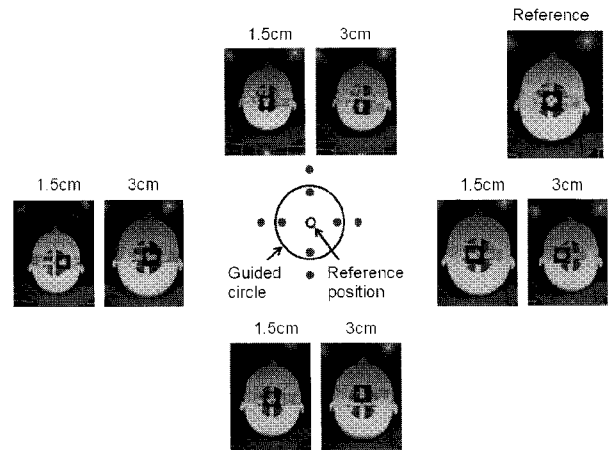 Reference
1.5cm 3cm
1.5cm 3cm
1.5cm 3cm
Guided
circle
Reference
position
1.5cm 3cm